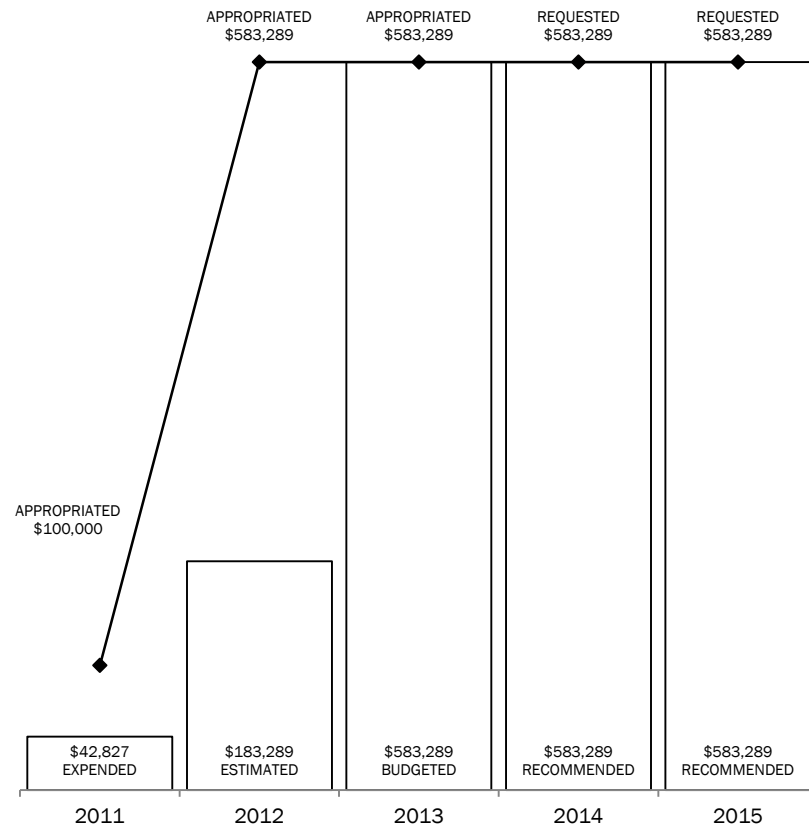 APPROPRIATED
$583,289
APPROPRIATED
$583,289
REQUESTED
$583,289
REQUESTED
$583,289
APPROPRIATED
$100,000
$42,827
EXPENDED
$183,289
ESTIMATED
$583,289
BUDGETED
$583,289
RECOMMENDED
$583,289
RECOMMENDED
2011
2012
2013
2014
2015